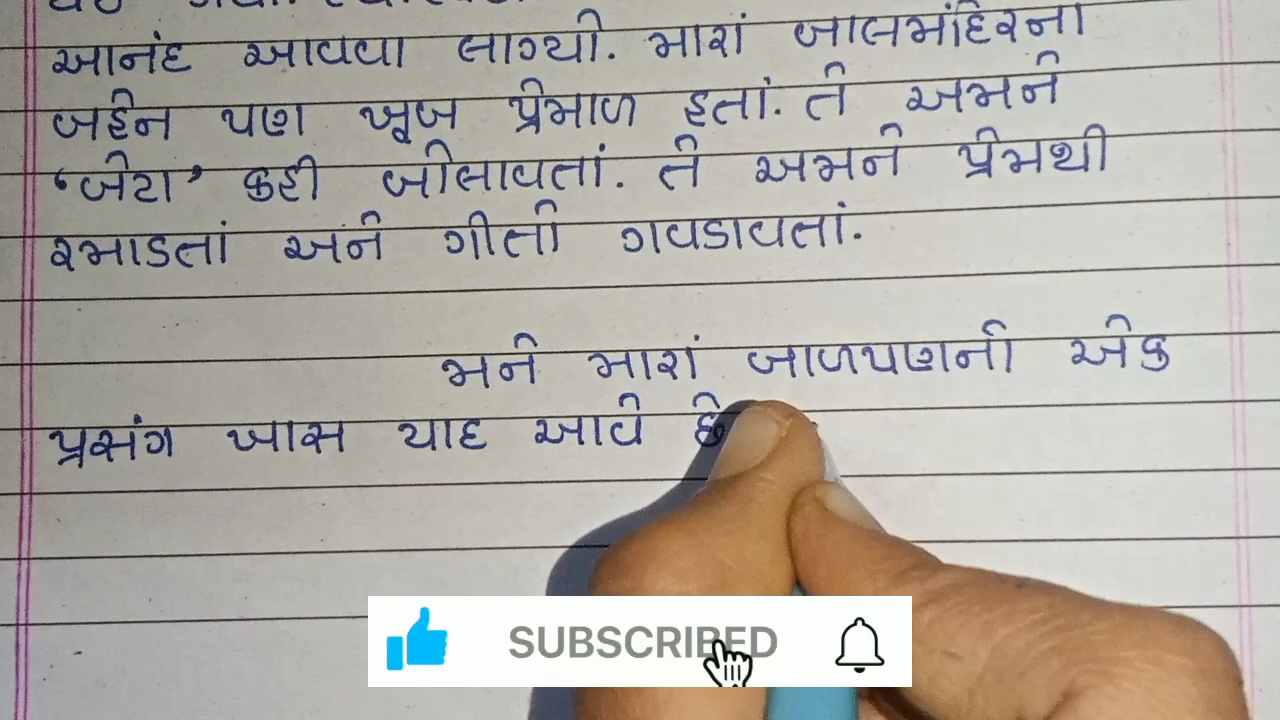 આનંદ આવવા લાગ્યો. મારાં બાલમંદિરના
બહેન પણ ખૂબ પ્રેમાળ હતાં. તે અમને
‘બેટા’ કહી બોલાવતાં. તે અમને પ્રેમથી
રમાડતાં અને ગીતો ગવડાવતાં.
મને મારાં બાળપણનો એક
પ્રસંગ ખાસ યાદ આવે છે
SUBSCRIBED